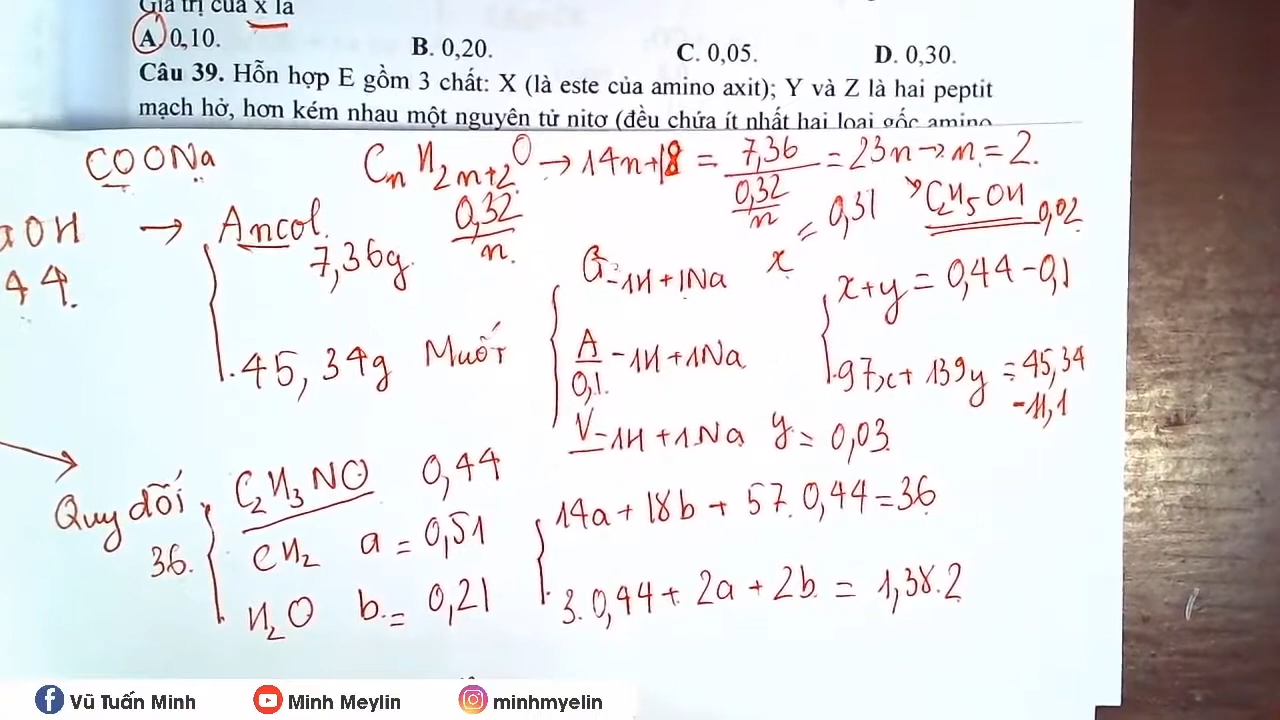 Giá trị của x là
A. 0,10.
B. 0,20.
C. 0,05.
D. 0,30.
Câu 39. Hỗn hợp E gồm 3 chất: X (là este của amino axit); Y và Z là hai peptit
mạch hở, hơn kém nhau một nguyên tử nitơ (đều chứa ít nhất hai loại gốc amino
COONa
CnH2n+2O → 14n+18 = 7,36 / (0,32/n) = 23n → n = 2.
0,32/n
C2H5OH 0,02
aOH → Ancol.
7,36g
44.
45,34g Muối
G -1H + 1Na x = 0,31
A/0,1 -1H + 1Na
V -1H + 1Na y = 0,03
x + y = 0,44 - 0,1
97x + 139y = 45,34
-11,1
Quy đổi
36.
C2H3NO 0,44
CH2 a = 0,51
H2O b = 0,21
14a + 18b + 57.0,44 = 36
3.0,44 + 2a + 2b = 1,38.2
Vũ Tuấn Minh
Minh Meylin
minhmyelin